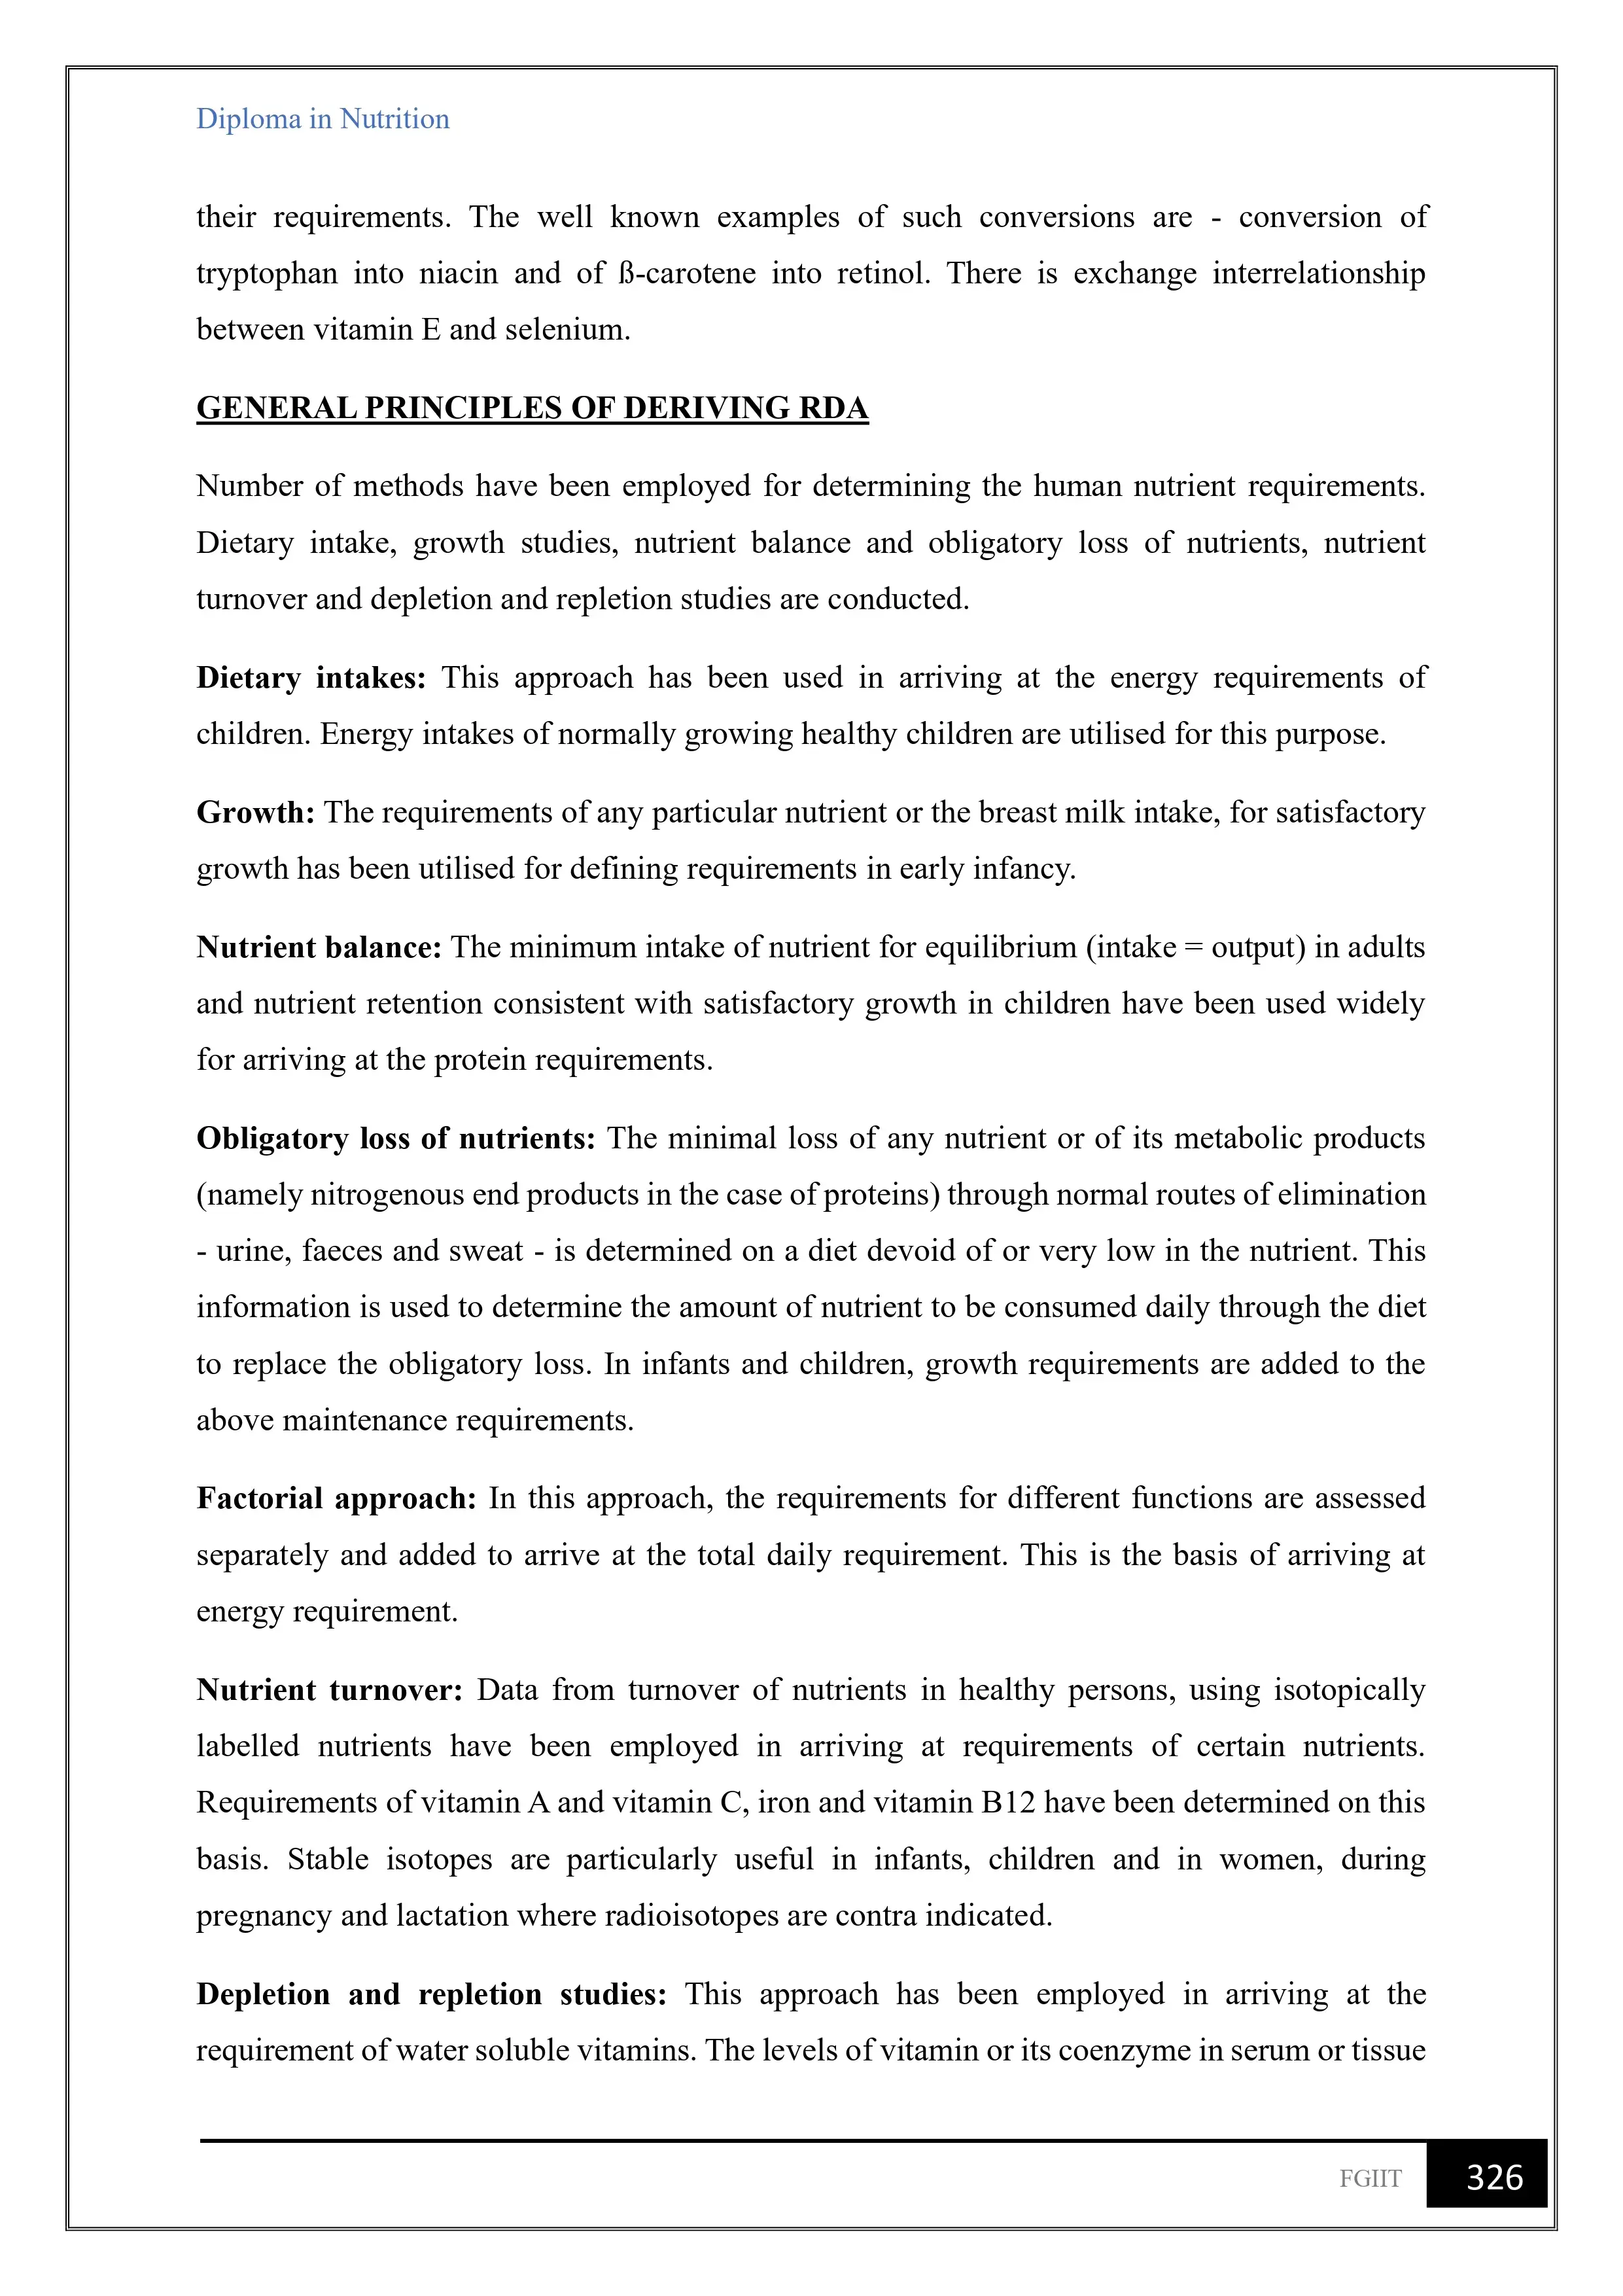 Diploma in Nutrition
their requirements. The well known examples of such conversions are - conversion of
tryptophan into niacin and of ß-carotene into retinol. There is exchange interrelationship
between vitamin E and selenium.
GENERAL PRINCIPLES OF DERIVING RDA
Number of methods have been employed for determining the human nutrient requirements.
Dietary intake, growth studies, nutrient balance and obligatory loss of nutrients, nutrient
turnover and depletion and repletion studies are conducted.
Dietary intakes: This approach has been used in arriving at the energy requirements of
children. Energy intakes of normally growing healthy children are utilised for this purpose.
Growth: The requirements of any particular nutrient or the breast milk intake, for satisfactory
growth has been utilised for defining requirements in early infancy.
Nutrient balance: The minimum intake of nutrient for equilibrium (intake = output) in adults
and nutrient retention consistent with satisfactory growth in children have been used widely
for arriving at the protein requirements.
Obligatory loss of nutrients: The minimal loss of any nutrient or of its metabolic products
(namely nitrogenous end products in the case of proteins) through normal routes of elimination
- urine, faeces and sweat - is determined on a diet devoid of or very low in the nutrient. This
information is used to determine the amount of nutrient to be consumed daily through the diet
to replace the obligatory loss. In infants and children, growth requirements are added to the
above maintenance requirements.
Factorial approach: In this approach, the requirements for different functions are assessed
separately and added to arrive at the total daily requirement. This is the basis of arriving at
energy requirement.
Nutrient turnover: Data from turnover of nutrients in healthy persons, using isotopically
labelled nutrients have been employed in arriving at requirements of certain nutrients.
Requirements of vitamin A and vitamin C, iron and vitamin B12 have been determined on this
basis. Stable isotopes are particularly useful in infants, children and in women, during
pregnancy and lactation where radioisotopes are contra indicated.
Depletion and repletion studies: This approach has been employed in arriving at the
requirement of water soluble vitamins. The levels of vitamin or its coenzyme in serum or tissue
FGIIT 326